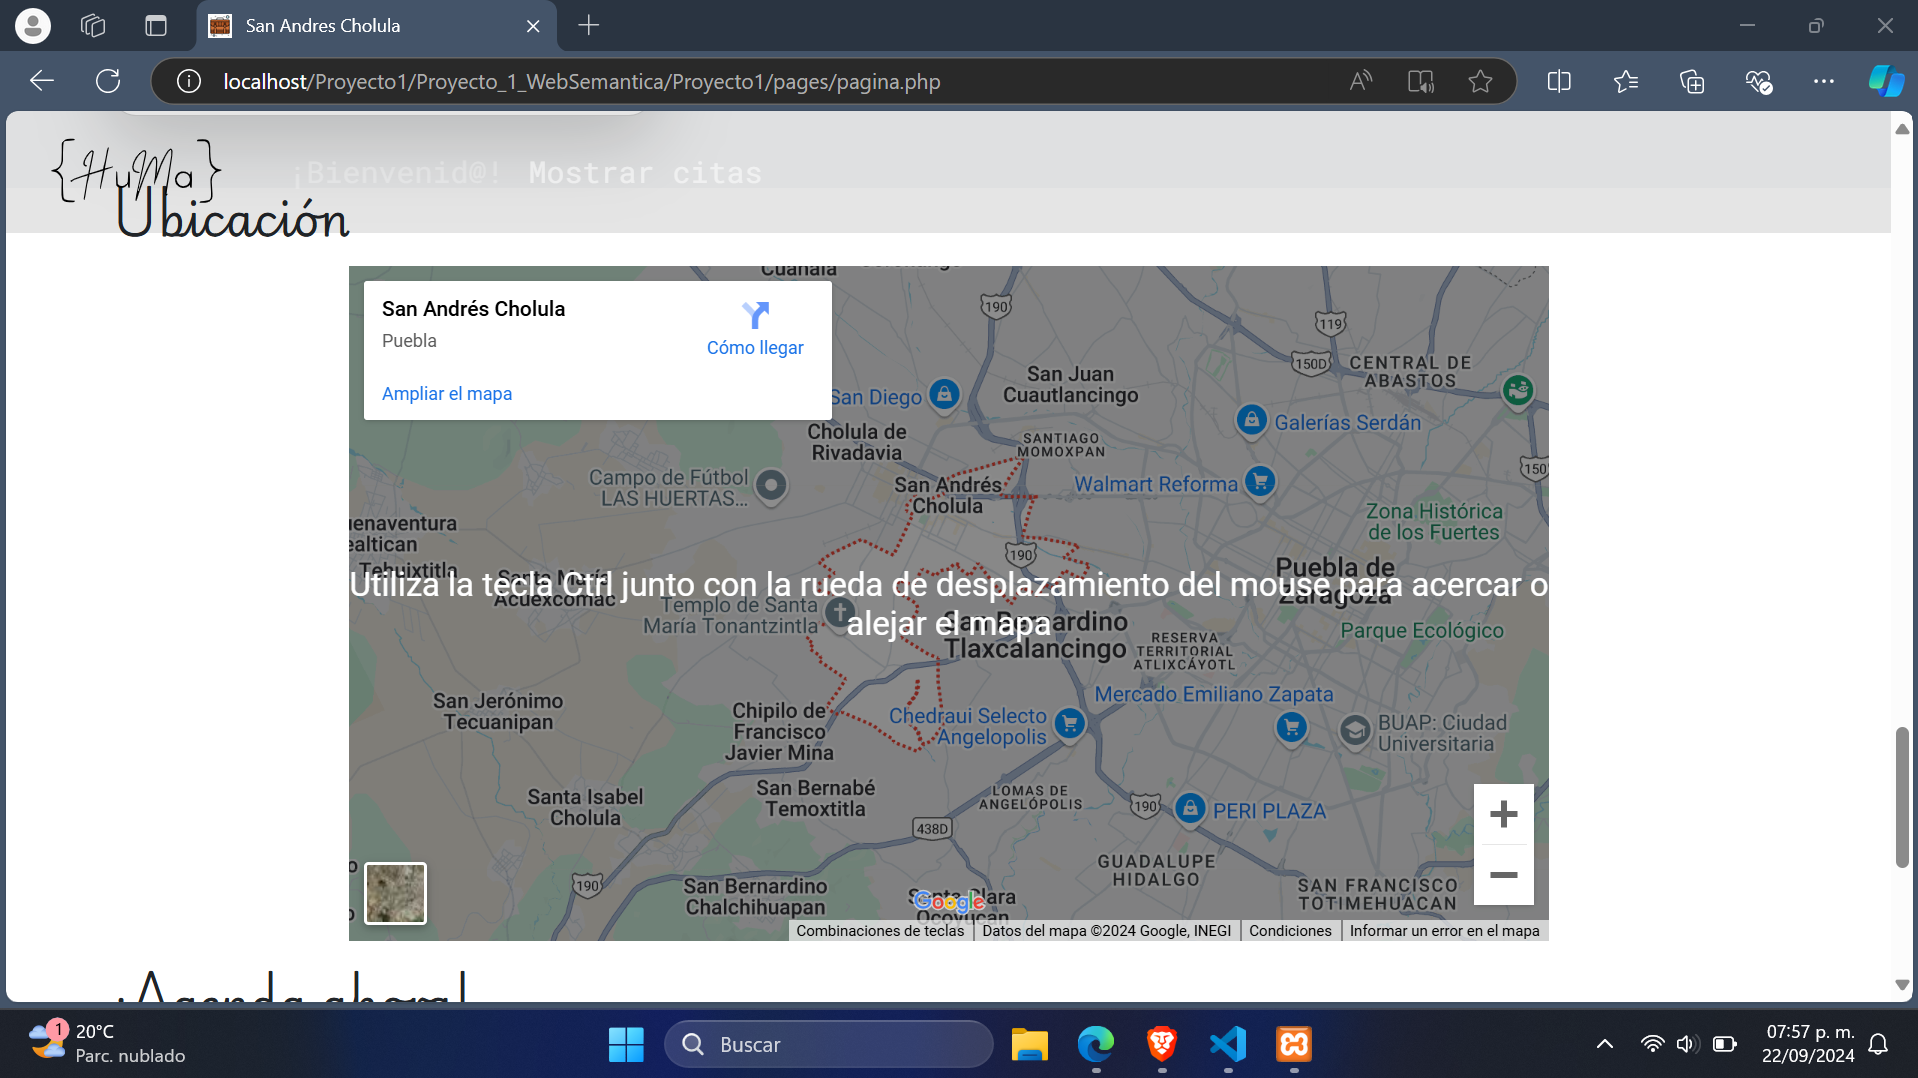 San Andres Cholula
localhost/Proyecto1/Proyecto_1_WebSemantica/Proyecto1/pages/pagina.php
{HuMa}
¡Bienvenid@! Mostrar citas
Ubicación
San Andrés Cholula
Puebla
Cómo llegar
Ampliar el mapa
190
119
150D
CENTRAL DE
ABASTOS
San Juan
Cuautlancingo
San Diego
Galerías Serdán
Cholula de
Rivadavia
SANTIAGO
MOMOXPAN
150
Campo de Fútbol
LAS HUERTAS...
San Andrés
Cholula
Walmart Reforma
Zona Histórica
de los Fuertes
uenaventura
ealtican
Tehuixtitla
190
Puebla de
Zaragoza
Santa María
Acuexcomac
Utiliza la tecla Ctrl junto con la rueda de desplazamiento del mouse para acercar o
alejar el mapa
Templo de Santa
María Tonantzintla
San Bernardino
Tlaxcalancingo
RESERVA
TERRITORIAL
ATLIXCÁYOTL
Parque Ecológico
San Jerónimo
Tecuanipan
Mercado Emiliano Zapata
Chipilo de
Francisco
Javier Mina
Chedraui Selecto
Angelopolis
BUAP: Ciudad
Universitaria
Santa Isabel
Cholula
San Bernabé
Temoxtitla
LOMAS DE
ANGELÓPOLIS
190
PERI PLAZA
438D
GUADALUPE
HIDALGO
190
San Bernardino
Chalchihuapan
Santa Clara
Ocoyucan
Google
SAN FRANCISCO
TOTIMEHUACAN
Combinaciones de teclas
Datos del mapa ©2024 Google, INEGI
Condiciones
Informar un error en el mapa
¡Agenda ahora!
1
20°C
Parc. nublado
Buscar
07:57 p. m.
22/09/2024